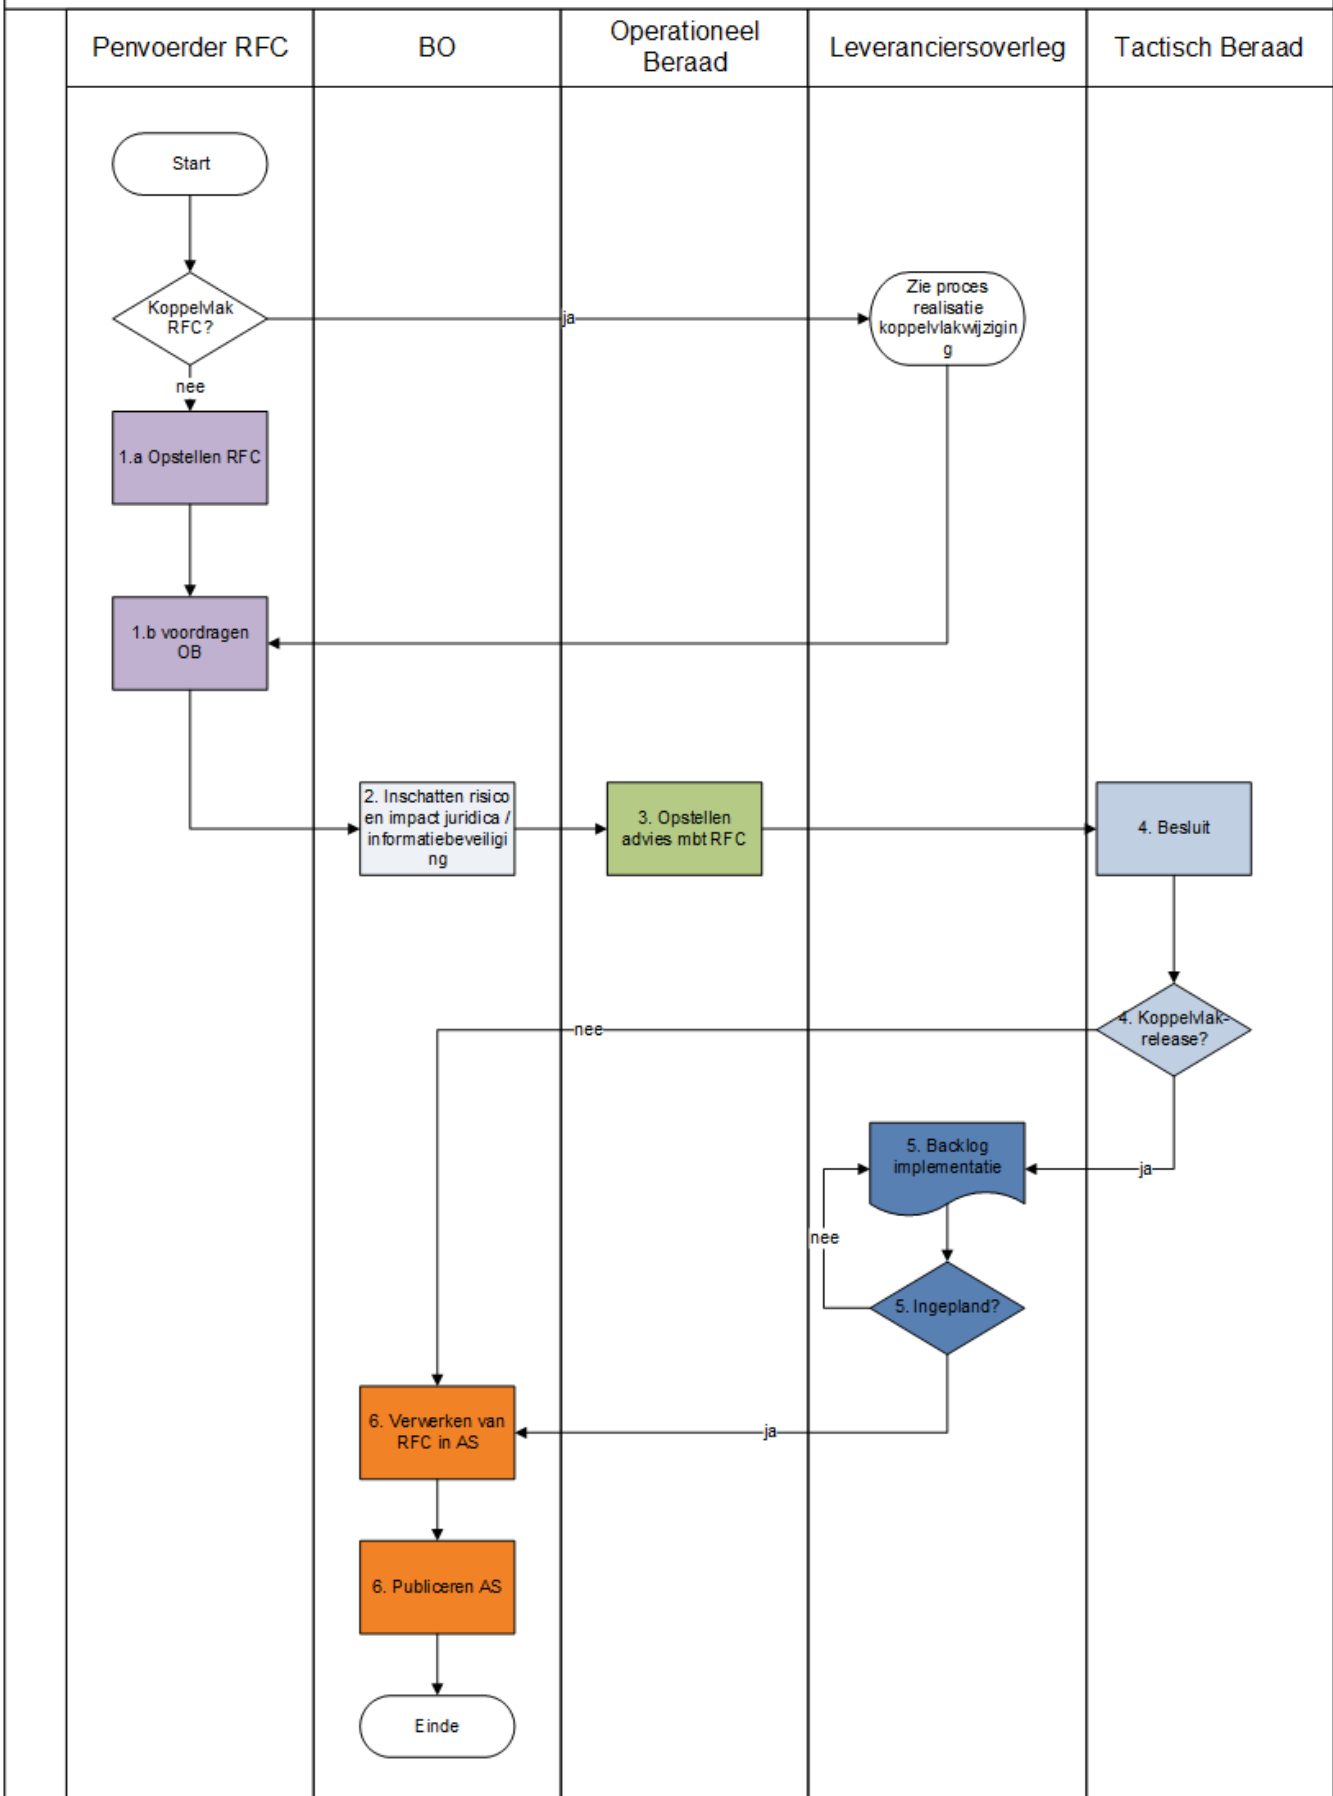 Penvoerder RFC
BO
Operationeel
Beraad
Leveranciersoverleg
Tactisch Beraad
Start
Koppelvlak
RFC?
ja
Zie proces
realisatie
koppelvlakwijzigin
g
nee
1.a Opstellen RFC
1.b voordragen
OB
2. Inschatten risico
en impact juridica /
informatiebeveiligi
ng
3. Opstellen
advies mbt RFC
4. Besluit
4. Koppelvlak-
release?
nee
ja
5. Backlog
implementatie
nee
5. Ingepland?
ja
6. Verwerken van
RFC in AS
6. Publiceren AS
Einde